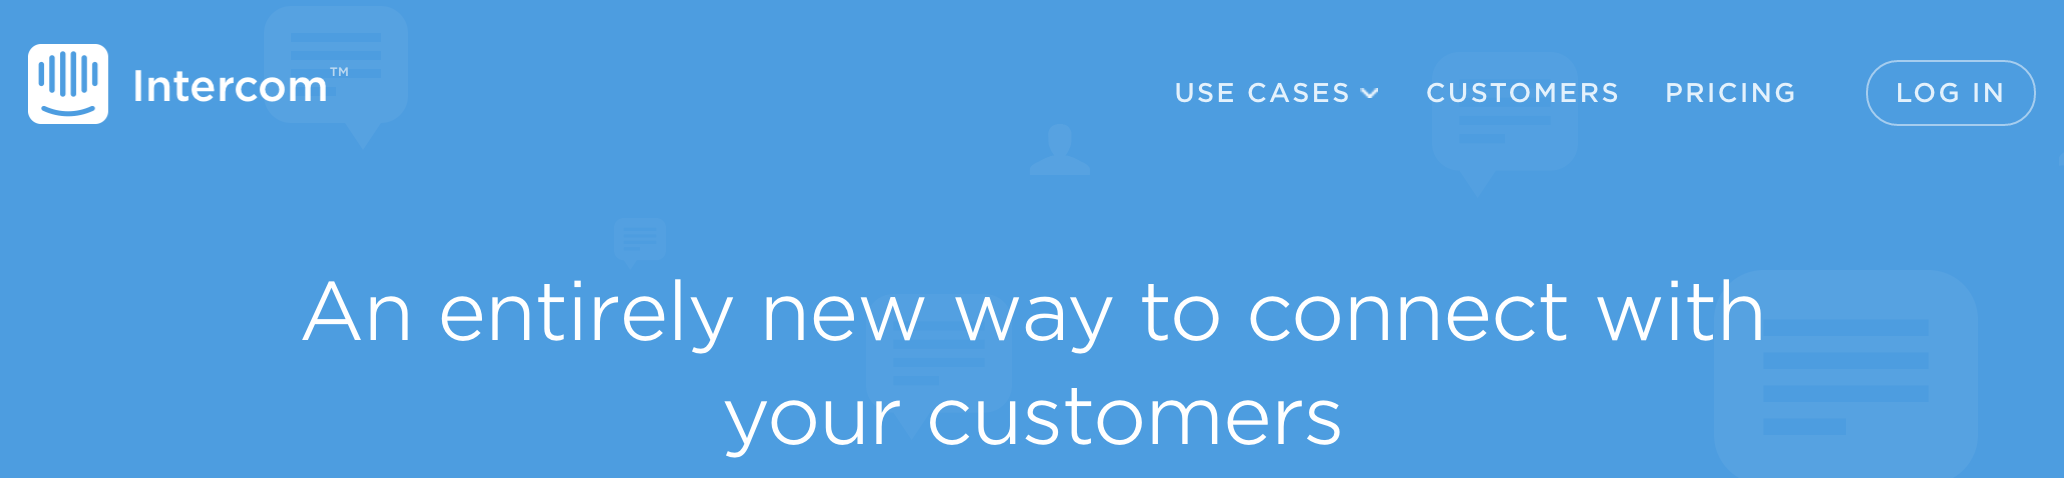 Intercom™
USE CASES
CUSTOMERS
PRICING
LOG IN
An entirely new way to connect with
your customers